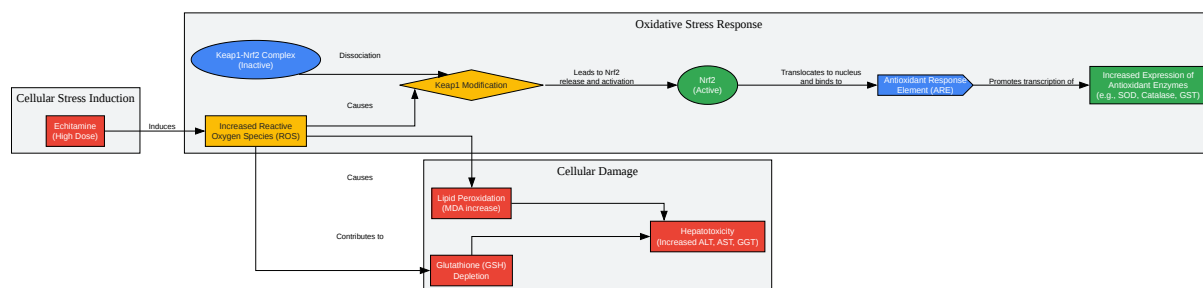 Oxidative Stress Response
Keap1-Nrf2 Complex
(Inactive)
Dissociation
Keap1 Modification
Leads to Nrf2
release and activation
Nrf2
(Active)
Translocates to nucleus
and binds to
Antioxidant Response
Element (ARE)
Promotes transcription of
Increased Expression of
Antioxidant Enzymes
(e.g., SOD, Catalase, GST)
Cellular Stress Induction
Echitamine
(High Dose)
Induces
Increased Reactive
Oxygen Species (ROS)
Causes
Cellular Damage
Causes
Lipid Peroxidation
(MDA increase)
Hepatotoxicity
(Increased ALT, AST, GGT)
Contributes to
Glutathione (GSH)
Depletion